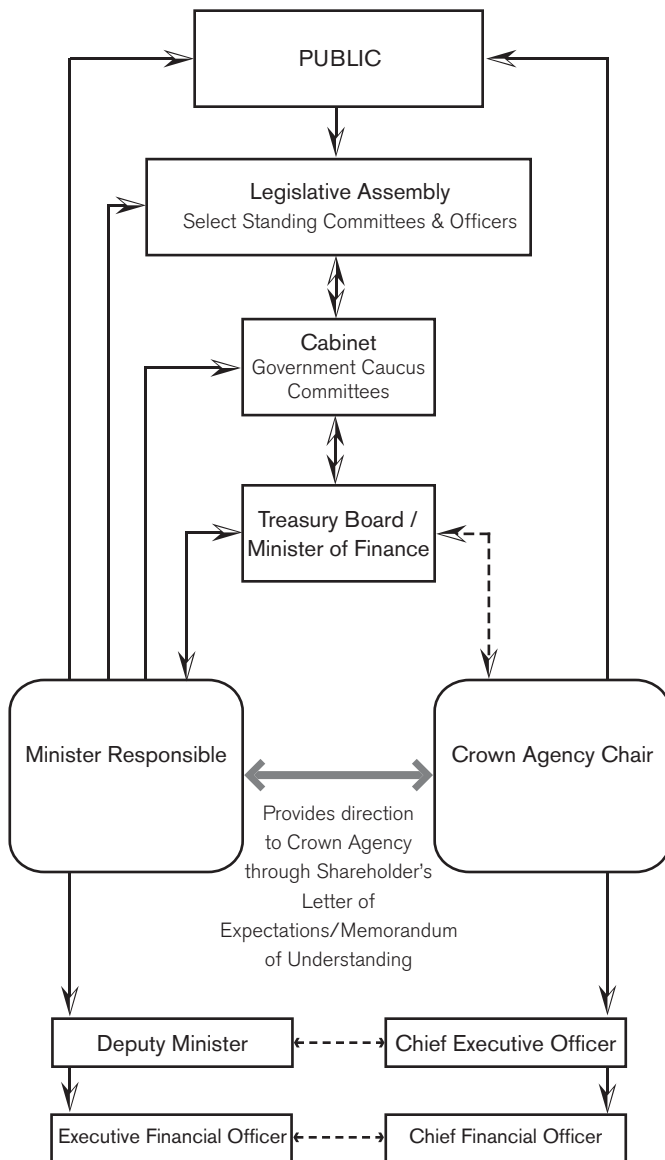 PUBLIC
Legislative Assembly
Select Standing Committees & Officers
Cabinet
Government Caucus
Committees
Treasury Board /
Minister of Finance
Minister Responsible
Crown Agency Chair
Provides direction
to Crown Agency
through Shareholder's
Letter of
Expectations/Memorandum
of Understanding
Deputy Minister
Chief Executive Officer
Executive Financial Officer
Chief Financial Officer